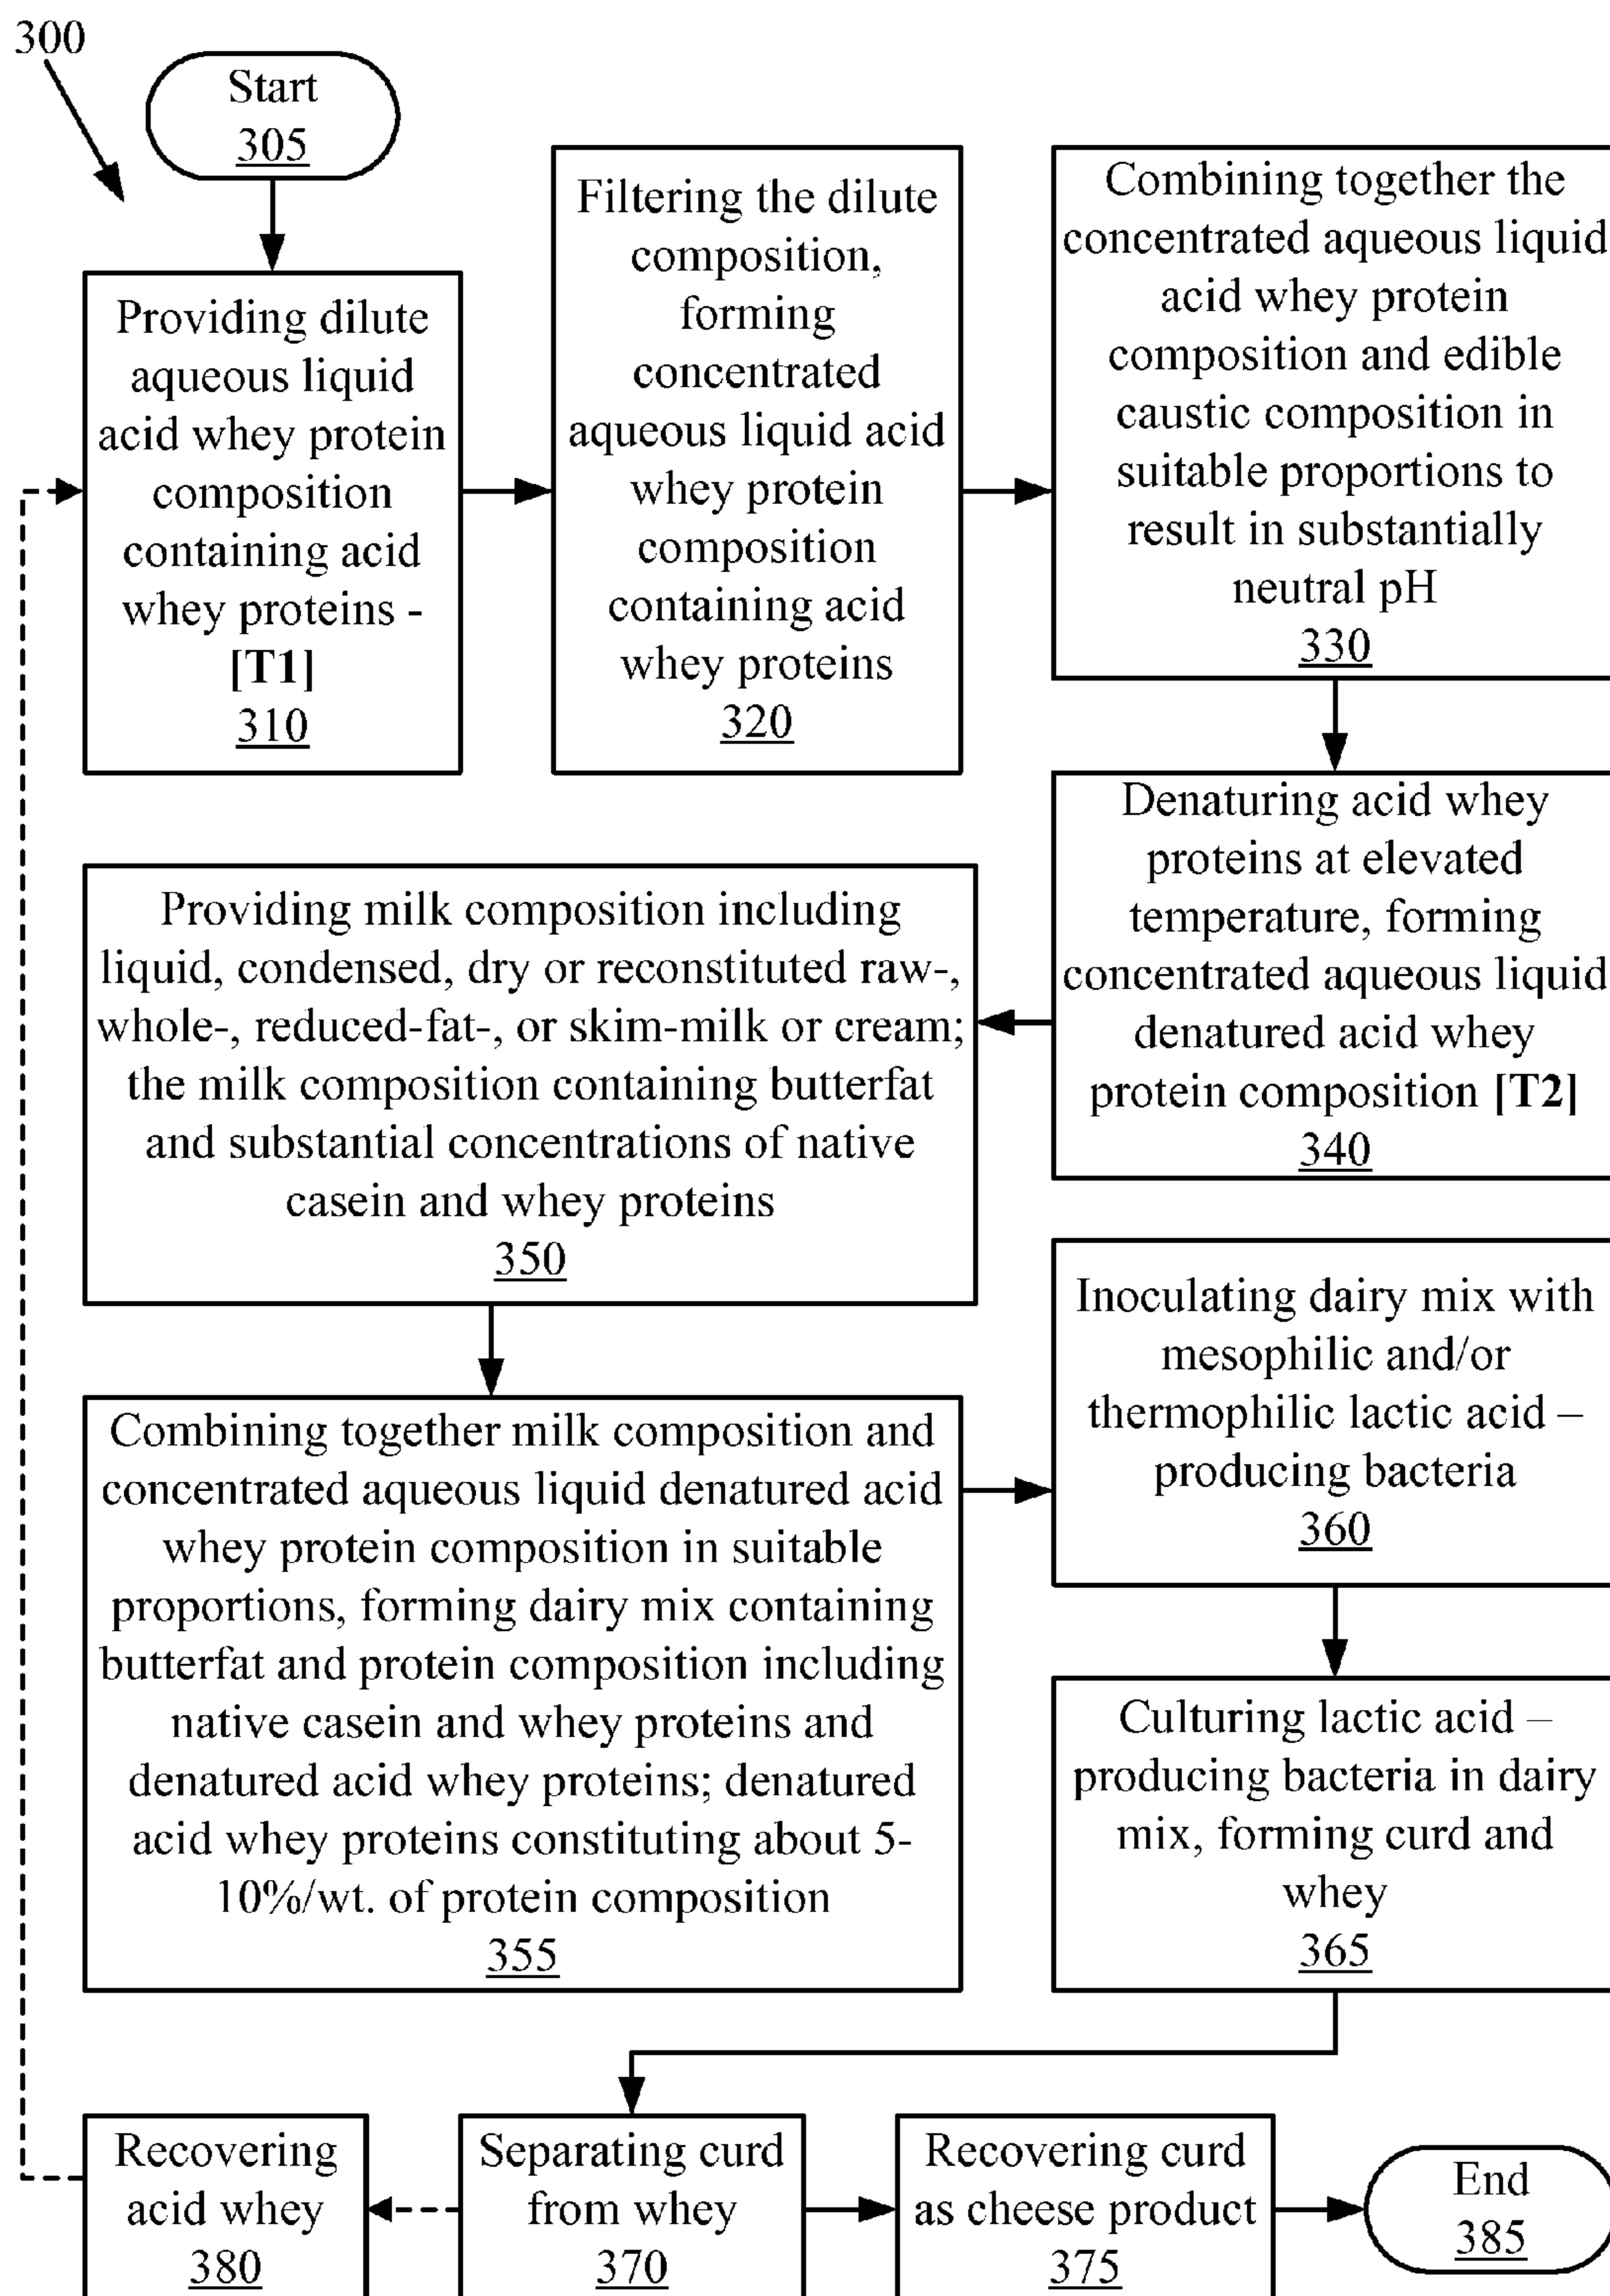 300
Start
305
Providing dilute
aqueous liquid
acid whey protein
composition
containing acid
whey proteins -
[T1]
310
Filtering the dilute
composition,
forming
concentrated
aqueous liquid acid
whey protein
composition
containing acid
whey proteins
320
Combining together the
concentrated aqueous liquid
acid whey protein
composition and edible
caustic composition in
suitable proportions to
result in substantially
neutral pH
330
Denaturing acid whey
proteins at elevated
temperature, forming
concentrated aqueous liquid
denatured acid whey
protein composition [T2]
340
Providing milk composition including
liquid, condensed, dry or reconstituted raw-,
whole-, reduced-fat-, or skim-milk or cream;
the milk composition containing butterfat
and substantial concentrations of native
casein and whey proteins
350
Combining together milk composition and
concentrated aqueous liquid denatured acid
whey protein composition in suitable
proportions, forming dairy mix containing
butterfat and protein composition including
native casein and whey proteins and
denatured acid whey proteins; denatured
acid whey proteins constituting about 5-
10%/wt. of protein composition
355
Inoculating dairy mix with
mesophilic and/or
thermophilic lactic acid –
producing bacteria
360
Culturing lactic acid –
producing bacteria in dairy
mix, forming curd and
whey
365
Separating curd
from whey
370
Recovering
acid whey
380
Recovering curd
as cheese product
375
End
385